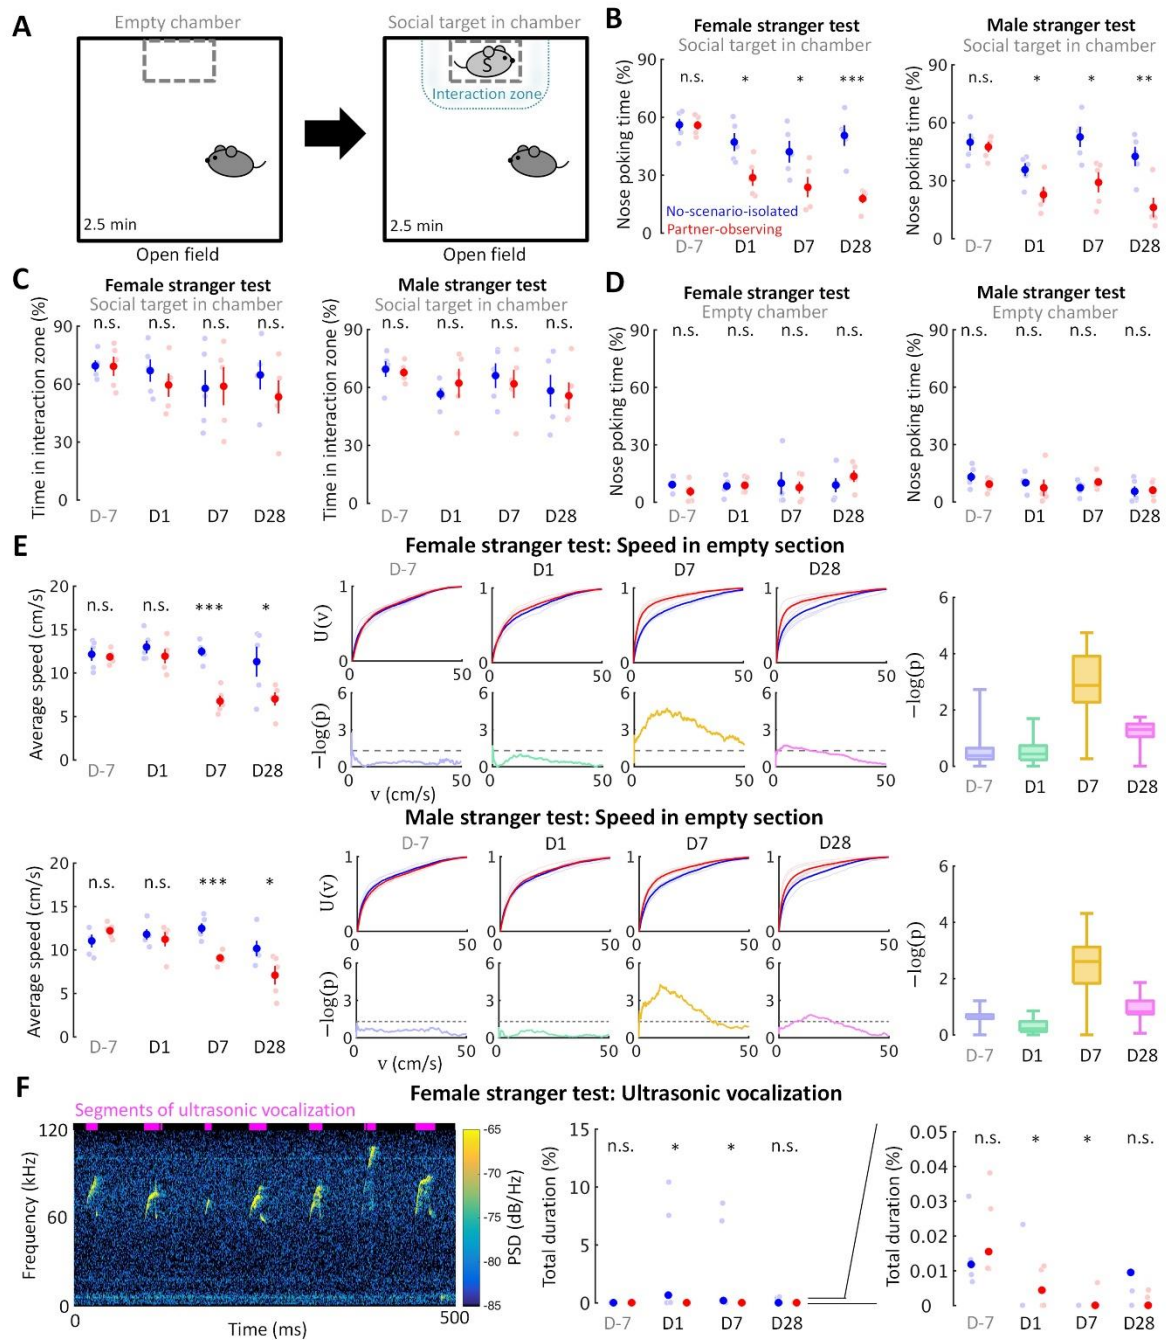 A
Empty chamber
2.5 min
Open field
Social target in chamber
S
Interaction zone
2.5 min
Open field
B
Female stranger test
Social target in chamber
Nose poking time (%)
90
60
30
0
n.s. * * ***
No-scenario-isolated
Partner-observing
D-7 D1 D7 D28
Male stranger test
Social target in chamber
Nose poking time (%)
90
60
30
0
n.s. * * **
D-7 D1 D7 D28
C
Female stranger test
Social target in chamber
Time in interaction zone (%)
90
60
30
0
n.s. n.s. n.s. n.s.
D-7 D1 D7 D28
Male stranger test
Social target in chamber
Time in interaction zone (%)
90
60
30
0
n.s. n.s. n.s. n.s.
D-7 D1 D7 D28
D
Female stranger test
Empty chamber
Nose poking time (%)
90
60
30
0
n.s. n.s. n.s. n.s.
D-7 D1 D7 D28
Male stranger test
Empty chamber
Nose poking time (%)
90
60
30
0
n.s. n.s. n.s. n.s.
D-7 D1 D7 D28
E
Female stranger test: Speed in empty section
Average speed (cm/s)
20
15
10
5
0
n.s. n.s. *** *
D-7 D1 D7 D28
D-7 D1 D7 D28
U(v)
1 1 1 1
0 0 0 0
50 50 50 50
−log(p)
6 6 6 6
3 3 3 3
0 0 0 0
0 50 0 50 0 50 0 50
v (cm/s)
−log(p)
6
4
2
0
D-7 D1 D7 D28
Male stranger test: Speed in empty section
Average speed (cm/s)
20
15
10
5
0
n.s. n.s. *** *
D-7 D1 D7 D28
D-7 D1 D7 D28
U(v)
1 1 1 1
0 0 0 0
50 50 50 50
−log(p)
6 6 6 6
3 3 3 3
0 0 0 0
0 50 0 50 0 50 0 50
v (cm/s)
−log(p)
6
4
2
0
D-7 D1 D7 D28
F
Female stranger test: Ultrasonic vocalization
Segments of ultrasonic vocalization
Frequency (kHz)
120
60
0
0 500
Time (ms)
-65
-70
-75
-80
-85
PSD (dB/Hz)
Total duration (%)
15
10
5
0
n.s. * * n.s.
D-7 D1 D7 D28
Total duration (%)
0.05
0.04
0.03
0.02
0.01
0
n.s. * * n.s.
D-7 D1 D7 D28